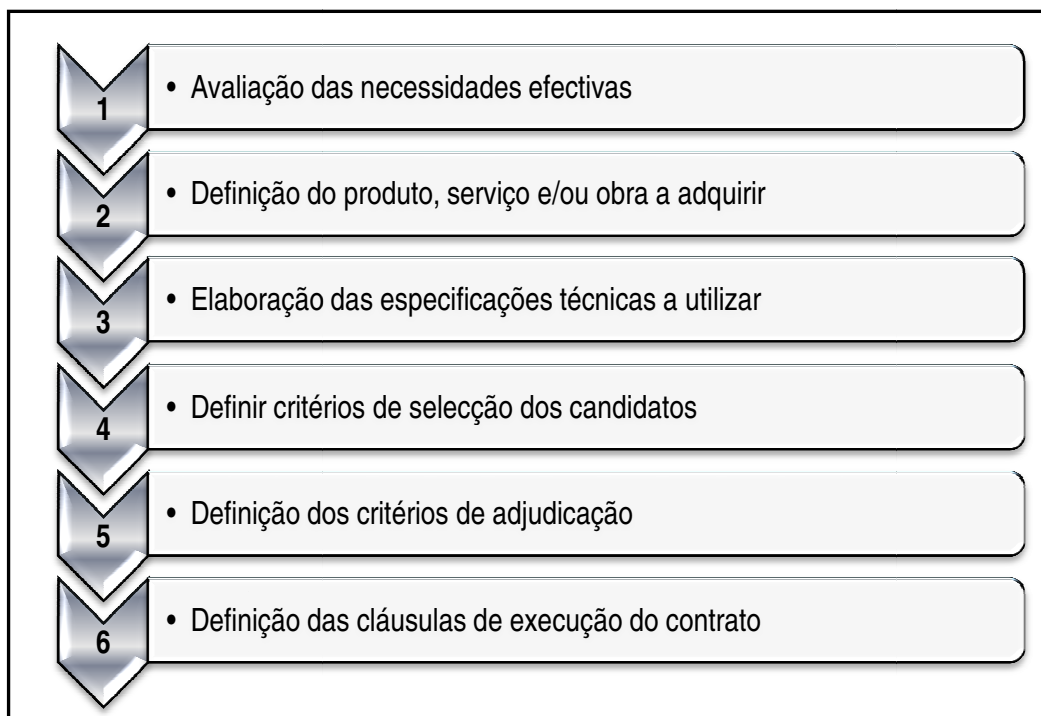 1
• Avaliação das necessidades efectivas
2
• Definição do produto, serviço e/ou obra a adquirir
3
• Elaboração das especificações técnicas a utilizar
4
• Definir critérios de selecção dos candidatos
5
• Definição dos critérios de adjudicação
6
• Definição das cláusulas de execução do contrato